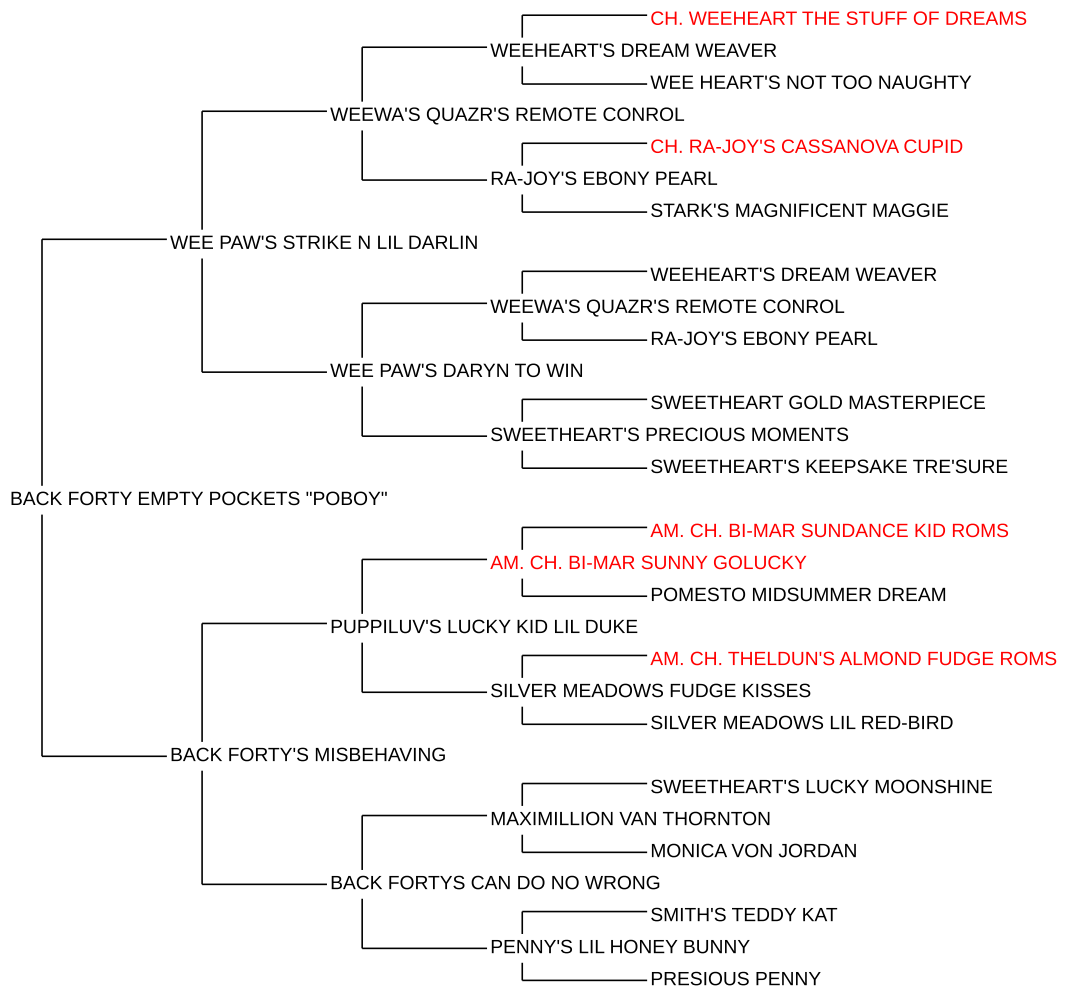 CH. WEEHEART THE STUFF OF DREAMS
WEEHEART'S DREAM WEAVER
WEE HEART'S NOT TOO NAUGHTY
WEEWA'S QUAZR'S REMOTE CONROL
CH. RA-JOY'S CASSANOVA CUPID
RA-JOY'S EBONY PEARL
STARK'S MAGNIFICENT MAGGIE
WEE PAW'S STRIKE N LIL DARLIN
WEEHEART'S DREAM WEAVER
WEEWA'S QUAZR'S REMOTE CONROL
RA-JOY'S EBONY PEARL
WEE PAW'S DARYN TO WIN
SWEETHEART GOLD MASTERPIECE
SWEETHEART'S PRECIOUS MOMENTS
SWEETHEART'S KEEPSAKE TRE'SURE
BACK FORTY EMPTY POCKETS "POBOY"
AM. CH. BI-MAR SUNDANCE KID ROMS
AM. CH. BI-MAR SUNNY GOLUCKY
POMESTO MIDSUMMER DREAM
PUPPILUV'S LUCKY KID LIL DUKE
AM. CH. THELDUN'S ALMOND FUDGE ROMS
SILVER MEADOWS FUDGE KISSES
SILVER MEADOWS LIL RED-BIRD
BACK FORTY'S MISBEHAVING
SWEETHEART'S LUCKY MOONSHINE
MAXIMILLION VAN THORNTON
MONICA VON JORDAN
BACK FORTYS CAN DO NO WRONG
SMITH'S TEDDY KAT
PENNY'S LIL HONEY BUNNY
PRESIOUS PENNY